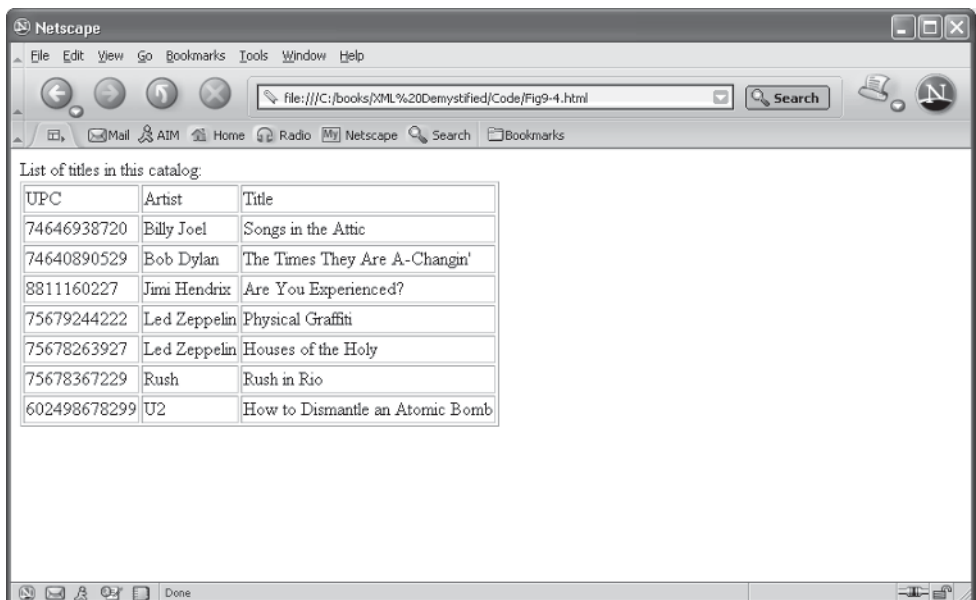 Netscape
File Edit View Go Bookmarks Tools Window Help
file:///C:/books/XML%20Demystified/Code/Fig9-4.html Search N
Mail AIM Home Radio My Netscape Search Bookmarks
List of titles in this catalog:
UPC Artist Title
74646938720 Billy Joel Songs in the Attic
74640890529 Bob Dylan The Times They Are A-Changin'
8811160227 Jimi Hendrix Are You Experienced?
75679244222 Led Zeppelin Physical Graffiti
75678263927 Led Zeppelin Houses of the Holy
75678367229 Rush Rush in Rio
602498678299 U2 How to Dismantle an Atomic Bomb
Done